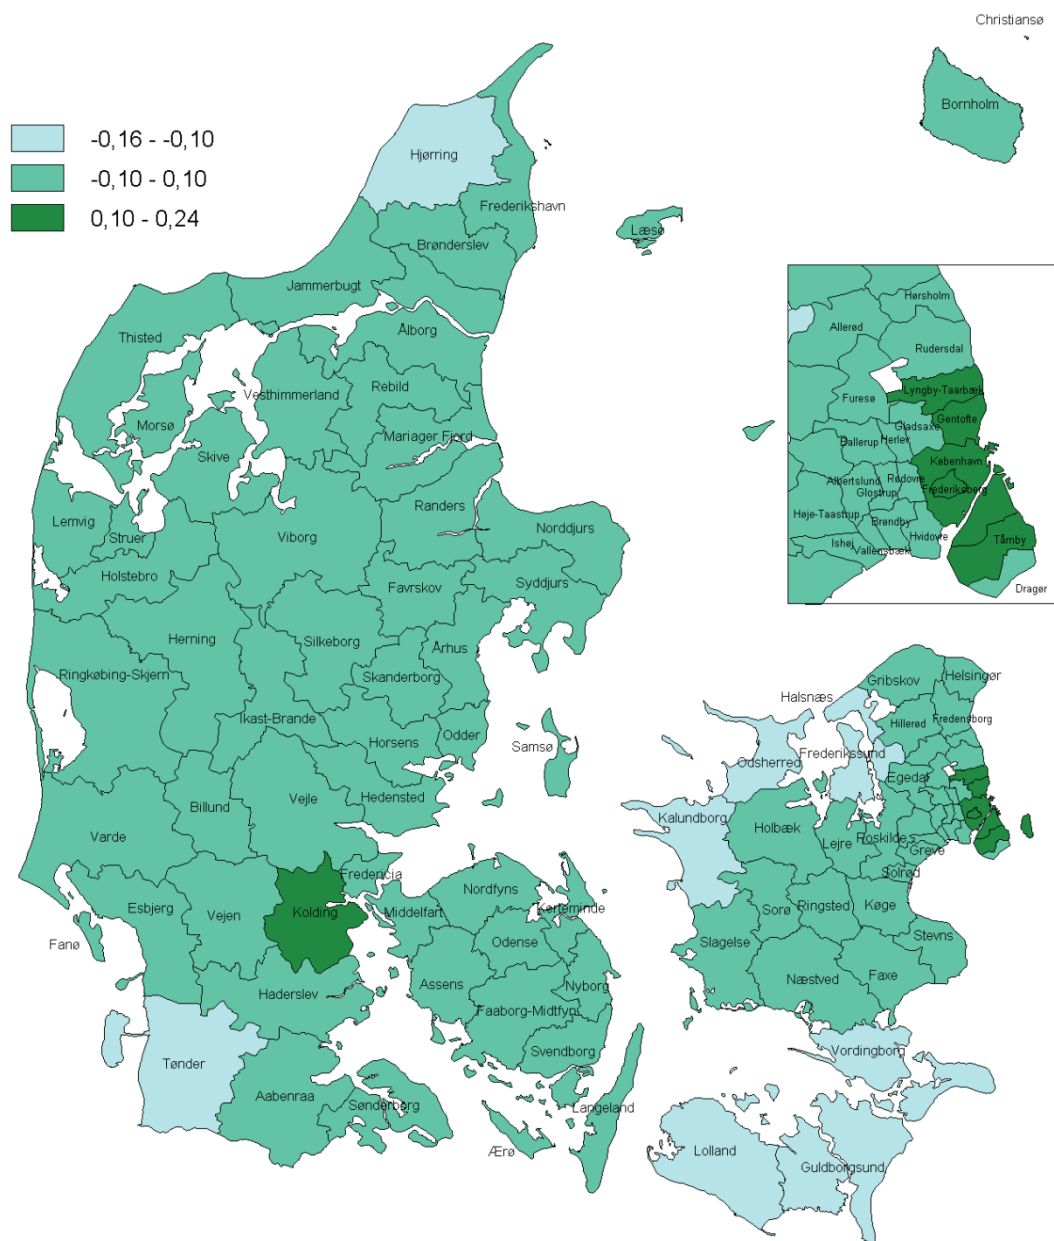 Christiansø
Bornholm
-0,16 - -0,10
-0,10 - 0,10
0,10 - 0,24
Hjørring
Frederikshavn
Læsø
Brønderslev
Jammerbugt
Ålborg
Thisted
Vesthimmerland
Rebild
Morsø
Mariager Fjord
Skive
Randers
Lemvig
Struer
Viborg
Norddjurs
Holstebro
Favrskov
Syddjurs
Herning
Silkeborg
Århus
Ringkøbing-Skjern
Skanderborg
Ikast-Brande
Horsens
Odder
Samsø
Billund
Vejle
Hedensted
Varde
Fredericia
Esbjerg
Vejen
Kolding
Middelfart
Nordfyns
Kerteminde
Fanø
Odense
Assens
Nyborg
Haderslev
Faaborg-Midtfyn
Svendborg
Tønder
Aabenraa
Sønderborg
Langeland
Ærø
Hørsholm
Allerød
Rudersdal
Lyngby-Taarbæk
Furesø
Gentofte
Gladsaxe
Ballerup
Herlev
København
Albertslund
Rødovre
Glostrup
Frederiksberg
Høje-Taastrup
Brøndby
Hvidovre
Ishøj
Vallensbæk
Tårnby
Dragør
Gribskov
Helsingør
Halsnæs
Hillerød
Fredensborg
Odsherred
Frederikssund
Egedal
Kalundborg
Holbæk
Lejre
Roskilde
Greve
Solrød
Sorø
Ringsted
Køge
Slagelse
Stevns
Næstved
Faxe
Vordingborg
Lolland
Guldborgsund